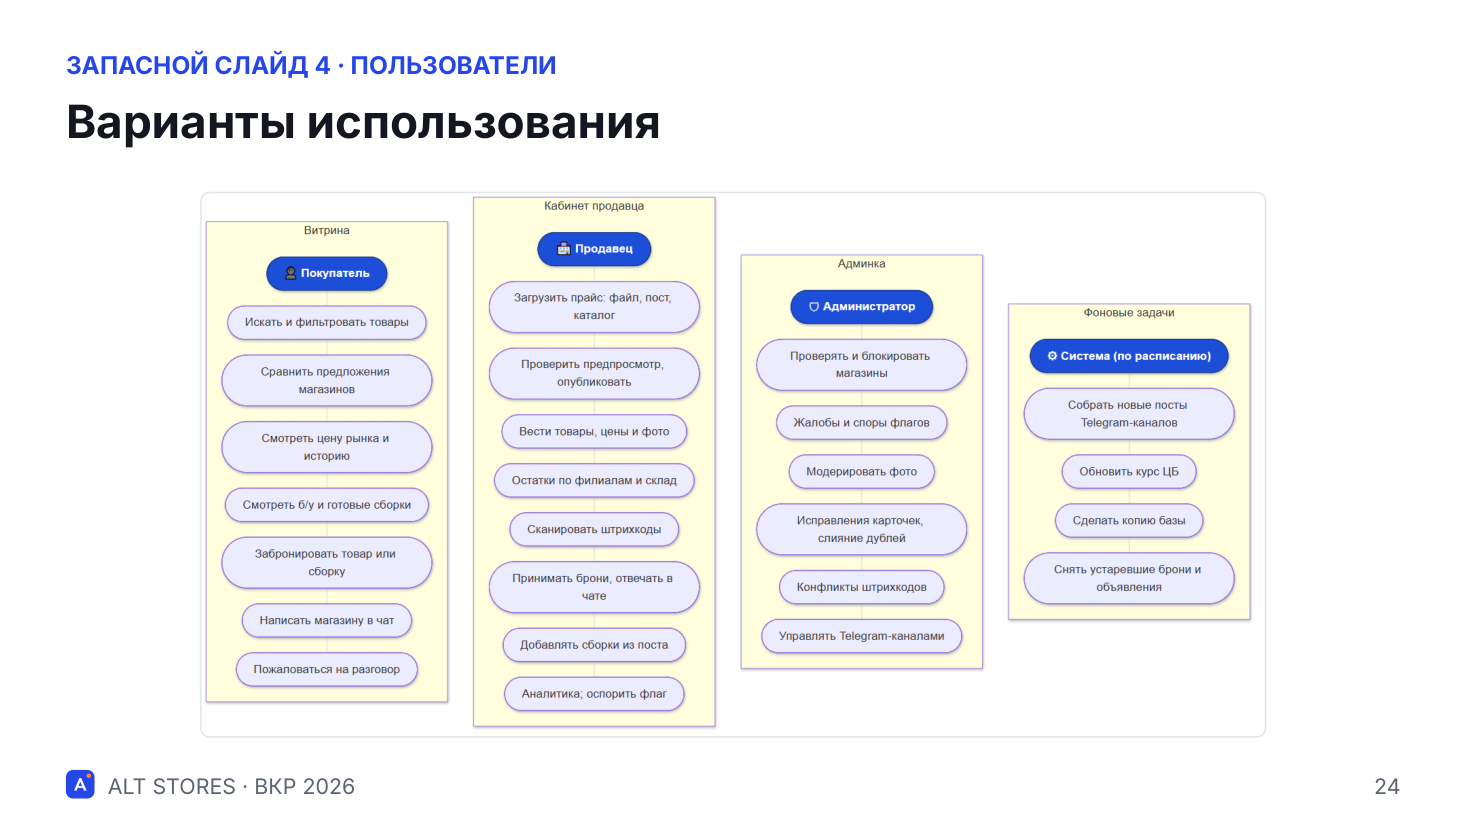 ЗАПАСНОЙ СЛАЙД 4 · ПОЛЬЗОВАТЕЛИ
Варианты использования
Витрина
Покупатель
Искать и фильтровать товары
Сравнить предложения
магазинов
Смотреть цену рынка и
историю
Смотреть б/у и готовые сборки
Забронировать товар или
сборку
Написать магазину в чат
Пожаловаться на разговор
Кабинет продавца
Продавец
Загрузить прайс: файл, пост,
каталог
Проверить предпросмотр,
опубликовать
Вести товары, цены и фото
Остатки по филиалам и склад
Сканировать штрихкоды
Принимать брони, отвечать в
чате
Добавлять сборки из поста
Аналитика; оспорить флаг
Админка
Администратор
Проверять и блокировать
магазины
Жалобы и споры флагов
Модерировать фото
Исправления карточек,
слияние дублей
Конфликты штрихкодов
Управлять Telegram-каналами
Фоновые задачи
Система (по расписанию)
Собрать новые посты
Telegram-каналов
Обновить курс ЦБ
Сделать копию базы
Снять устаревшие брони и
объявления
A
ALT STORES · ВКР 2026
24